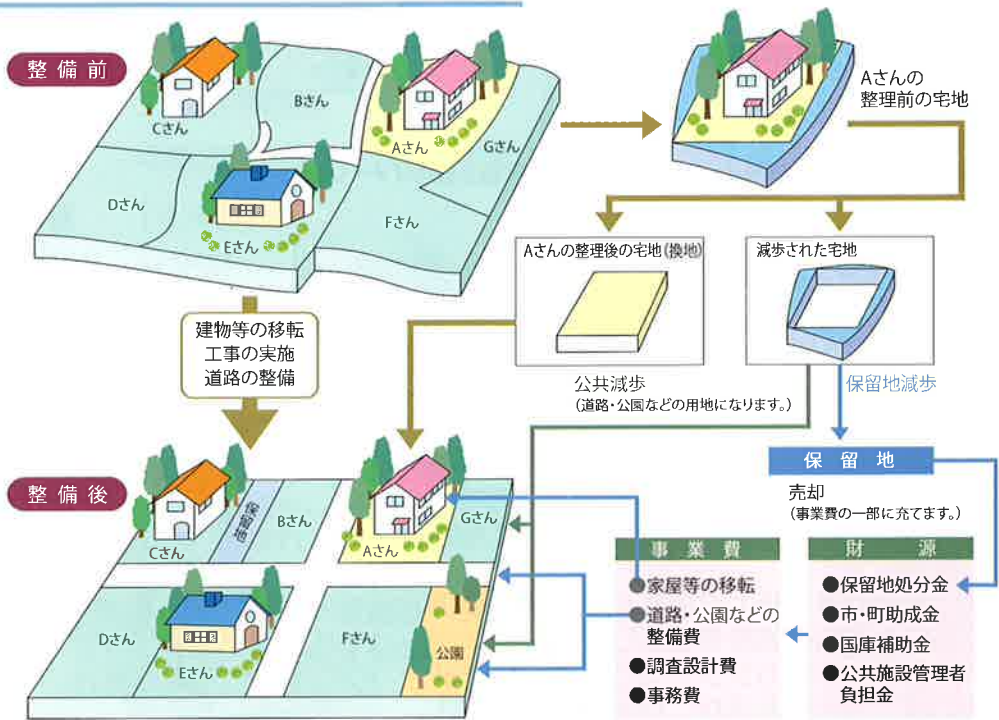 整備前
Cさん
Bさん
Aさん
Gさん
Dさん
Eさん
Fさん
Aさんの
整理前の宅地
Aさんの整理後の宅地(換地)
減歩された宅地
建物等の移転
工事の実施
道路の整備
公共減歩
(道路・公園などの用地になります。)
保留地減歩
保留地
売却
(事業費の一部に充てます。)
整備後
Cさん
保留地
Bさん
Aさん
Gさん
Dさん
Eさん
Fさん
公園
事業費
●家屋等の移転
●道路・公園などの
整備費
●調査設計費
●事務費
財源
●保留地処分金
●市・町助成金
●国庫補助金
●公共施設管理者
負担金